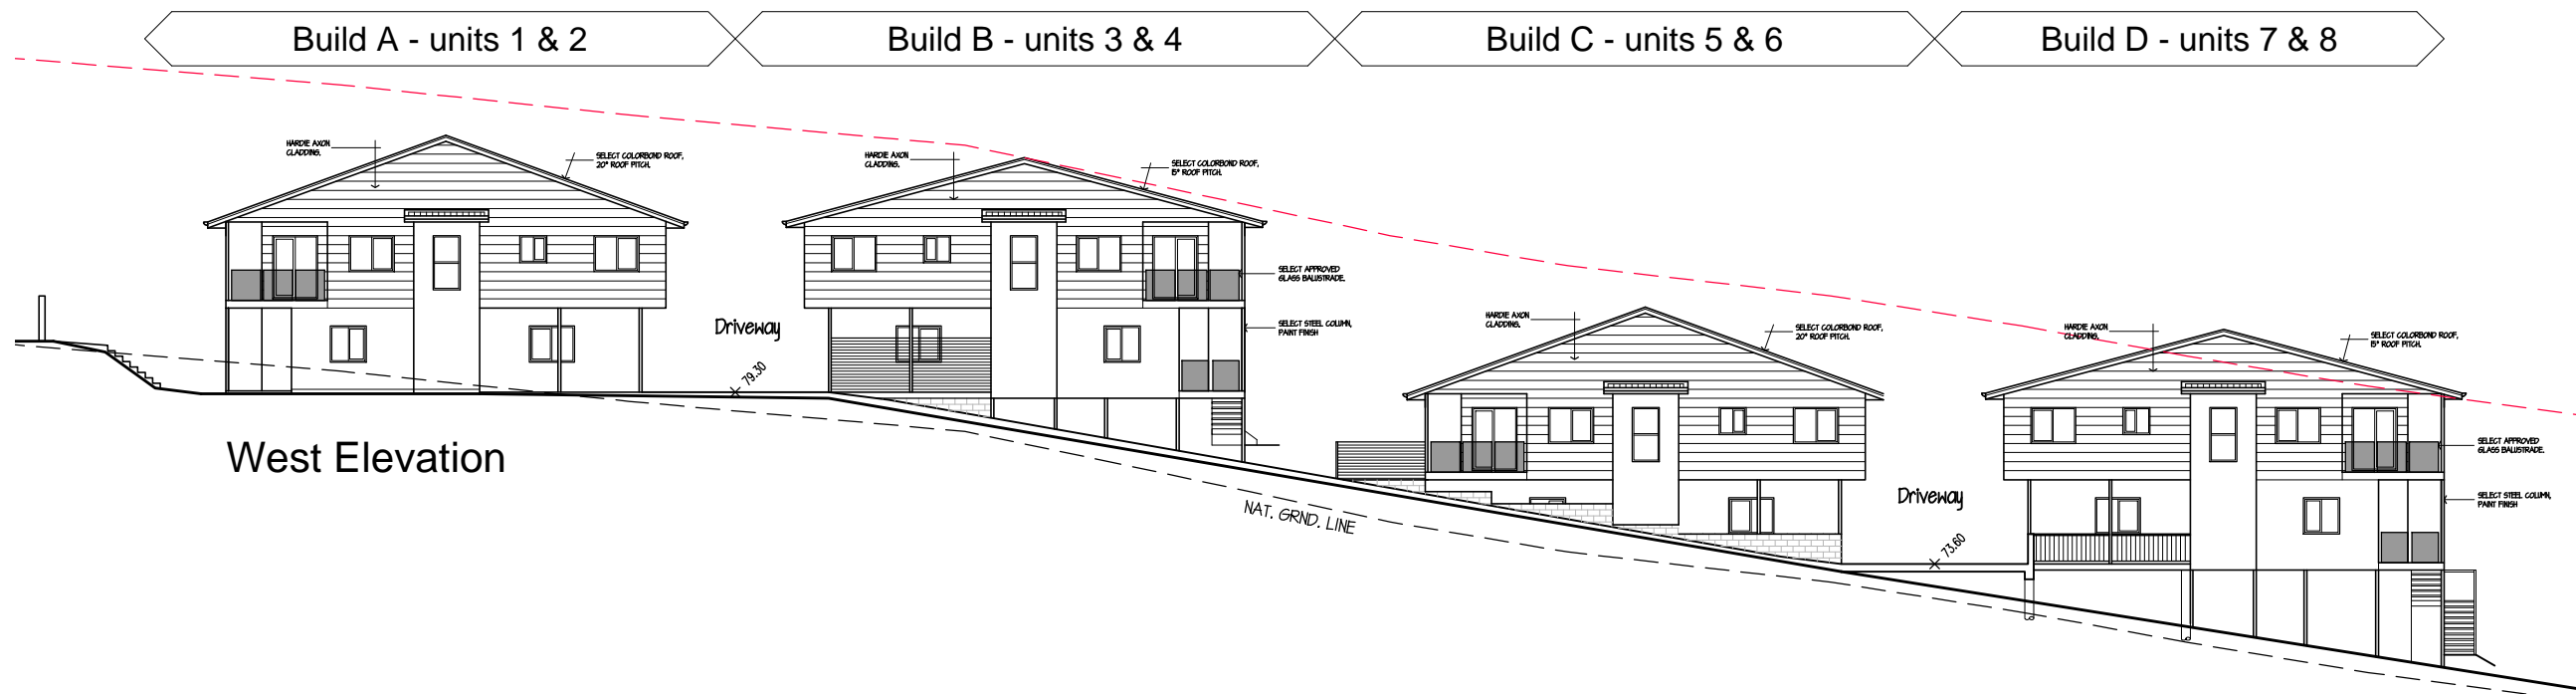 Build A - units 1 & 2
Build B - units 3 & 4
Build C - units 5 & 6
Build D - units 7 & 8
HARDIE AXON
CLADDING.
SELECT COLORBOND ROOF,
20° ROOF PITCH.
HARDIE AXON
CLADDING.
SELECT COLORBOND ROOF,
15° ROOF PITCH.
SELECT APPROVED
GLASS BALUSTRADE.
SELECT STEEL COLUMN,
PAINT FINISH
Driveway
79.30
HARDIE AXON
CLADDING.
SELECT COLORBOND ROOF,
20° ROOF PITCH.
HARDIE AXON
CLADDING.
SELECT COLORBOND ROOF,
15° ROOF PITCH.
West Elevation
SELECT APPROVED
GLASS BALUSTRADE.
Driveway
SELECT STEEL COLUMN,
PAINT FINISH
NAT. GRND. LINE
73.60